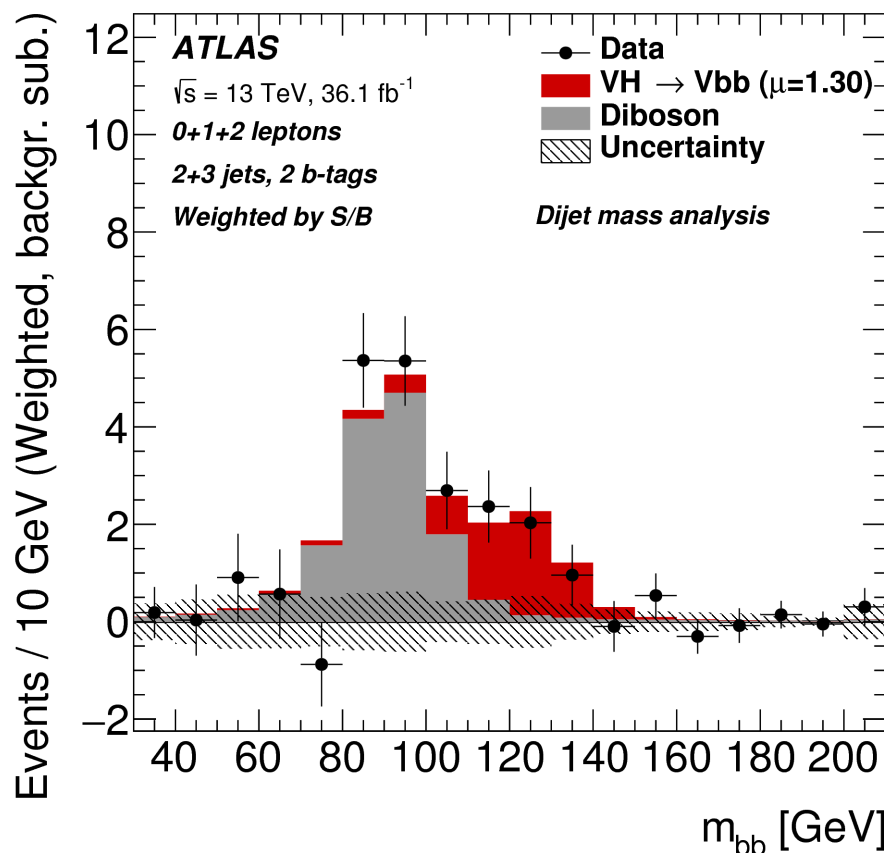 Events / 10 GeV (Weighted, backgr. sub.)
12
10
8
6
4
2
0
−2
ATLAS
√s = 13 TeV, 36.1 fb⁻¹
0+1+2 leptons
2+3 jets, 2 b-tags
Weighted by S/B
Data
VH → Vbb (μ=1.30)
Diboson
Uncertainty
Dijet mass analysis
40 60 80 100 120 140 160 180 200
m_bb [GeV]